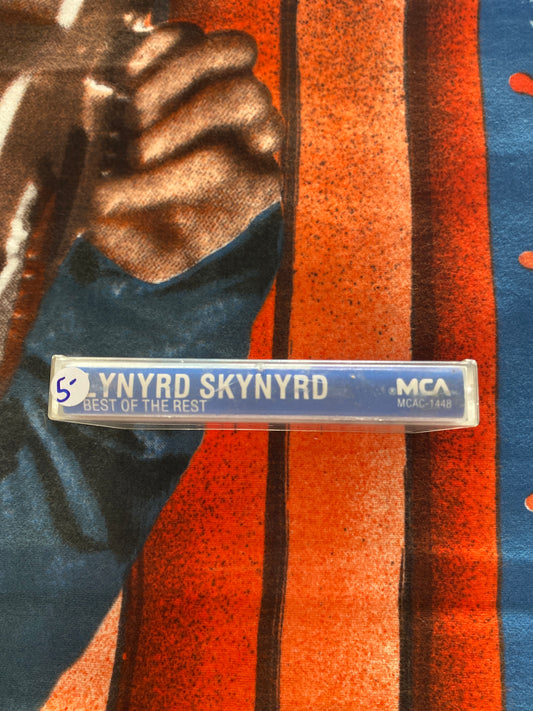 5-
LYNYRD SKYNYRD
BEST OF THE REST
®MCA
MCAC-1448